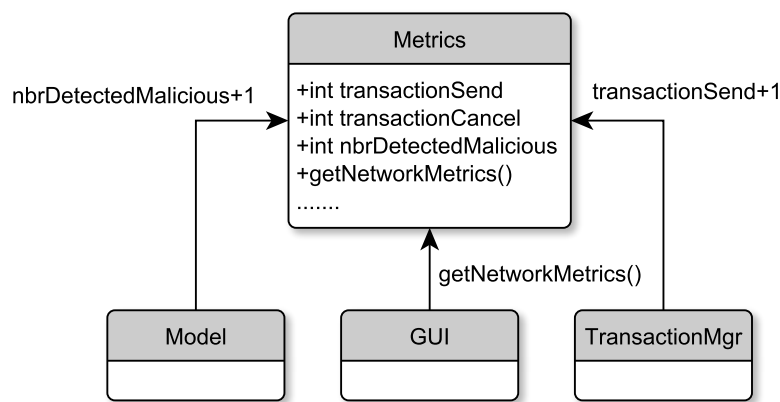 Metrics
nbrDetectedMalicious+1
+int transactionSend
+int transactionCancel
+int nbrDetectedMalicious
+getNetworkMetrics()
.......
transactionSend+1
getNetworkMetrics()
Model
GUI
TransactionMgr